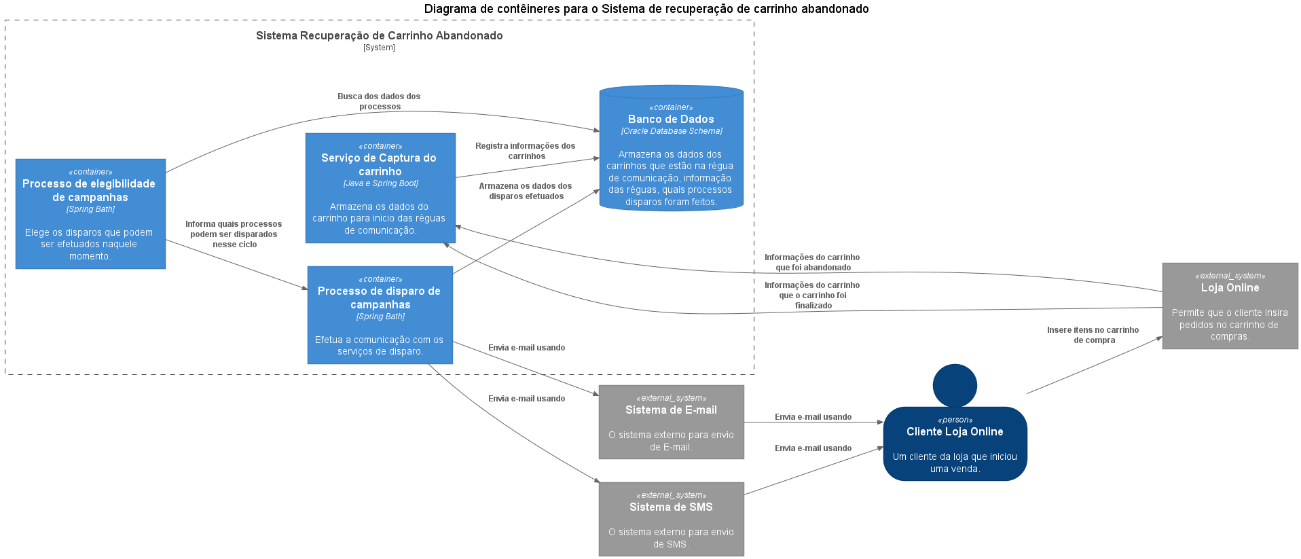 Diagrama de contêineres para o Sistema de recuperação de carrinho abandonado
Sistema Recuperação de Carrinho Abandonado
[System]
Busca dos dados dos
processos
«container»
Banco de Dados
[Oracle Database Schema]
Armazena os dados dos
carrinhos que estão na régua
de comunicação, informação
das réguas, quais processos
disparos foram feitos.
«container»
Serviço de Captura do
carrinho
[Java e Spring Boot]
Armazena os dados do
carrinho para início das réguas
de comunicação.
Registra informações dos
carrinhos
Armazena os dados dos
disparos efetuados
«container»
Processo de elegibilidade
de campanhas
[Spring Bath]
Elege os disparos que podem
ser efetuados naquele
momento.
Informa quais processos
podem ser disparados
nesse ciclo
«container»
Processo de disparo de
campanhas
[Spring Bath]
Efetua a comunicação com os
serviços de disparo.
Informações do carrinho
que foi abandonado
Informações do carrinho
que o carrinho foi
finalizado
«external_system»
Loja Online
Permite que o cliente insira
pedidos no carrinho de
compras.
Insere itens no carrinho
de compra
Envia e-mail usando
Envia e-mail usando
«external_system»
Sistema de E-mail
O sistema externo para envio
de E-mail.
Envia e-mail usando
Envia e-mail usando
«person»
Cliente Loja Online
Um cliente da loja que iniciou
uma venda.
«external_system»
Sistema de SMS
O sistema externo para envio
de SMS.